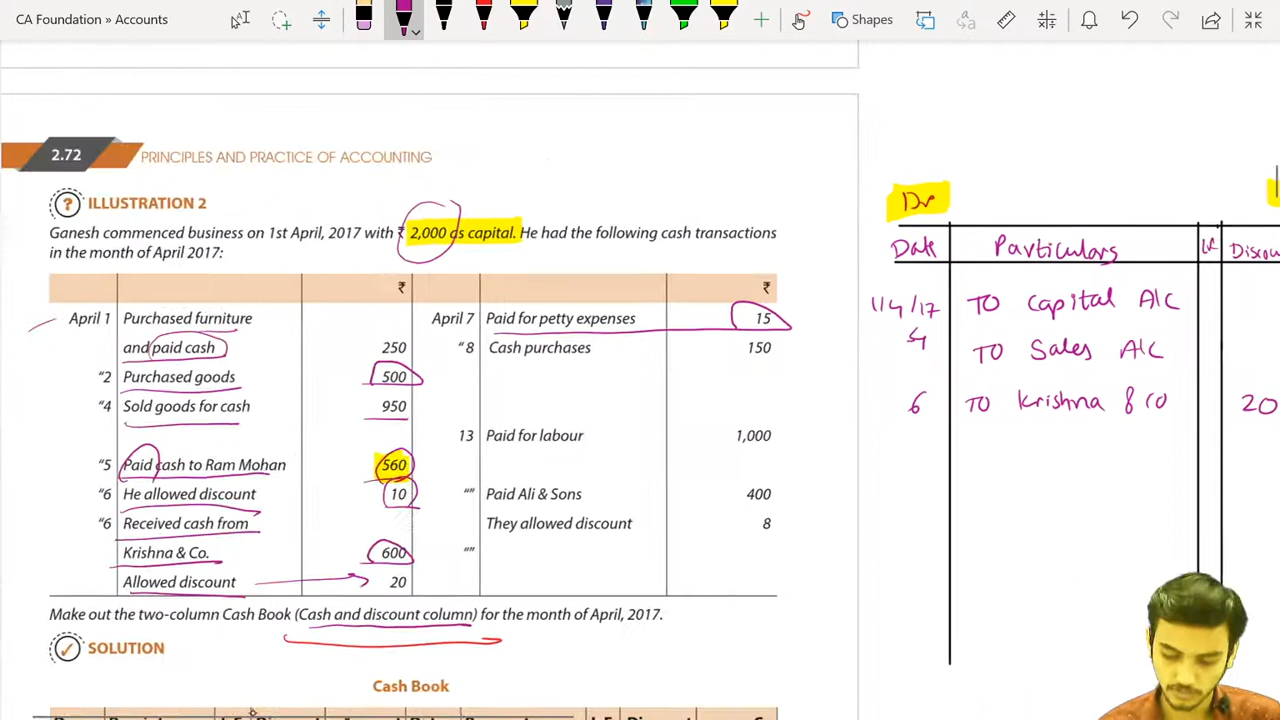 CA Foundation » Accounts
Shapes
2.72
PRINCIPLES AND PRACTICE OF ACCOUNTING
? ILLUSTRATION 2
Ganesh commenced business on 1st April, 2017 with ₹ 2,000 as capital. He had the following cash transactions
in the month of April 2017:
₹ ₹
April 1 Purchased furniture April 7 Paid for petty expenses 15
and paid cash 250 "8 Cash purchases 150
"2 Purchased goods 500
"4 Sold goods for cash 950
13 Paid for labour 1,000
"5 Paid cash to Ram Mohan 560
"6 He allowed discount 10 "" Paid Ali & Sons 400
"6 Received cash from They allowed discount 8
Krishna & Co. 600 ""
Allowed discount 20
Make out the two-column Cash Book (Cash and discount column) for the month of April, 2017.
SOLUTION
Cash Book
Dr
Date Particulars LF Discou
1/4/17 TO Capital A/C
4 TO Sales A/C
6 TO Krishna & co 20